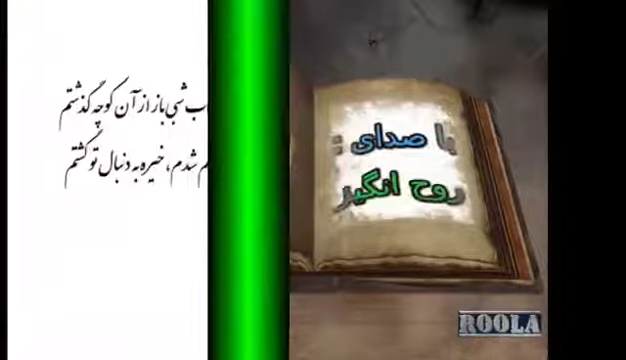 شبی باز از آن کوچه گذشتم
شدم، خیره به دنبال تو گشتم
با صدای :
روح انگیز
ROOLA